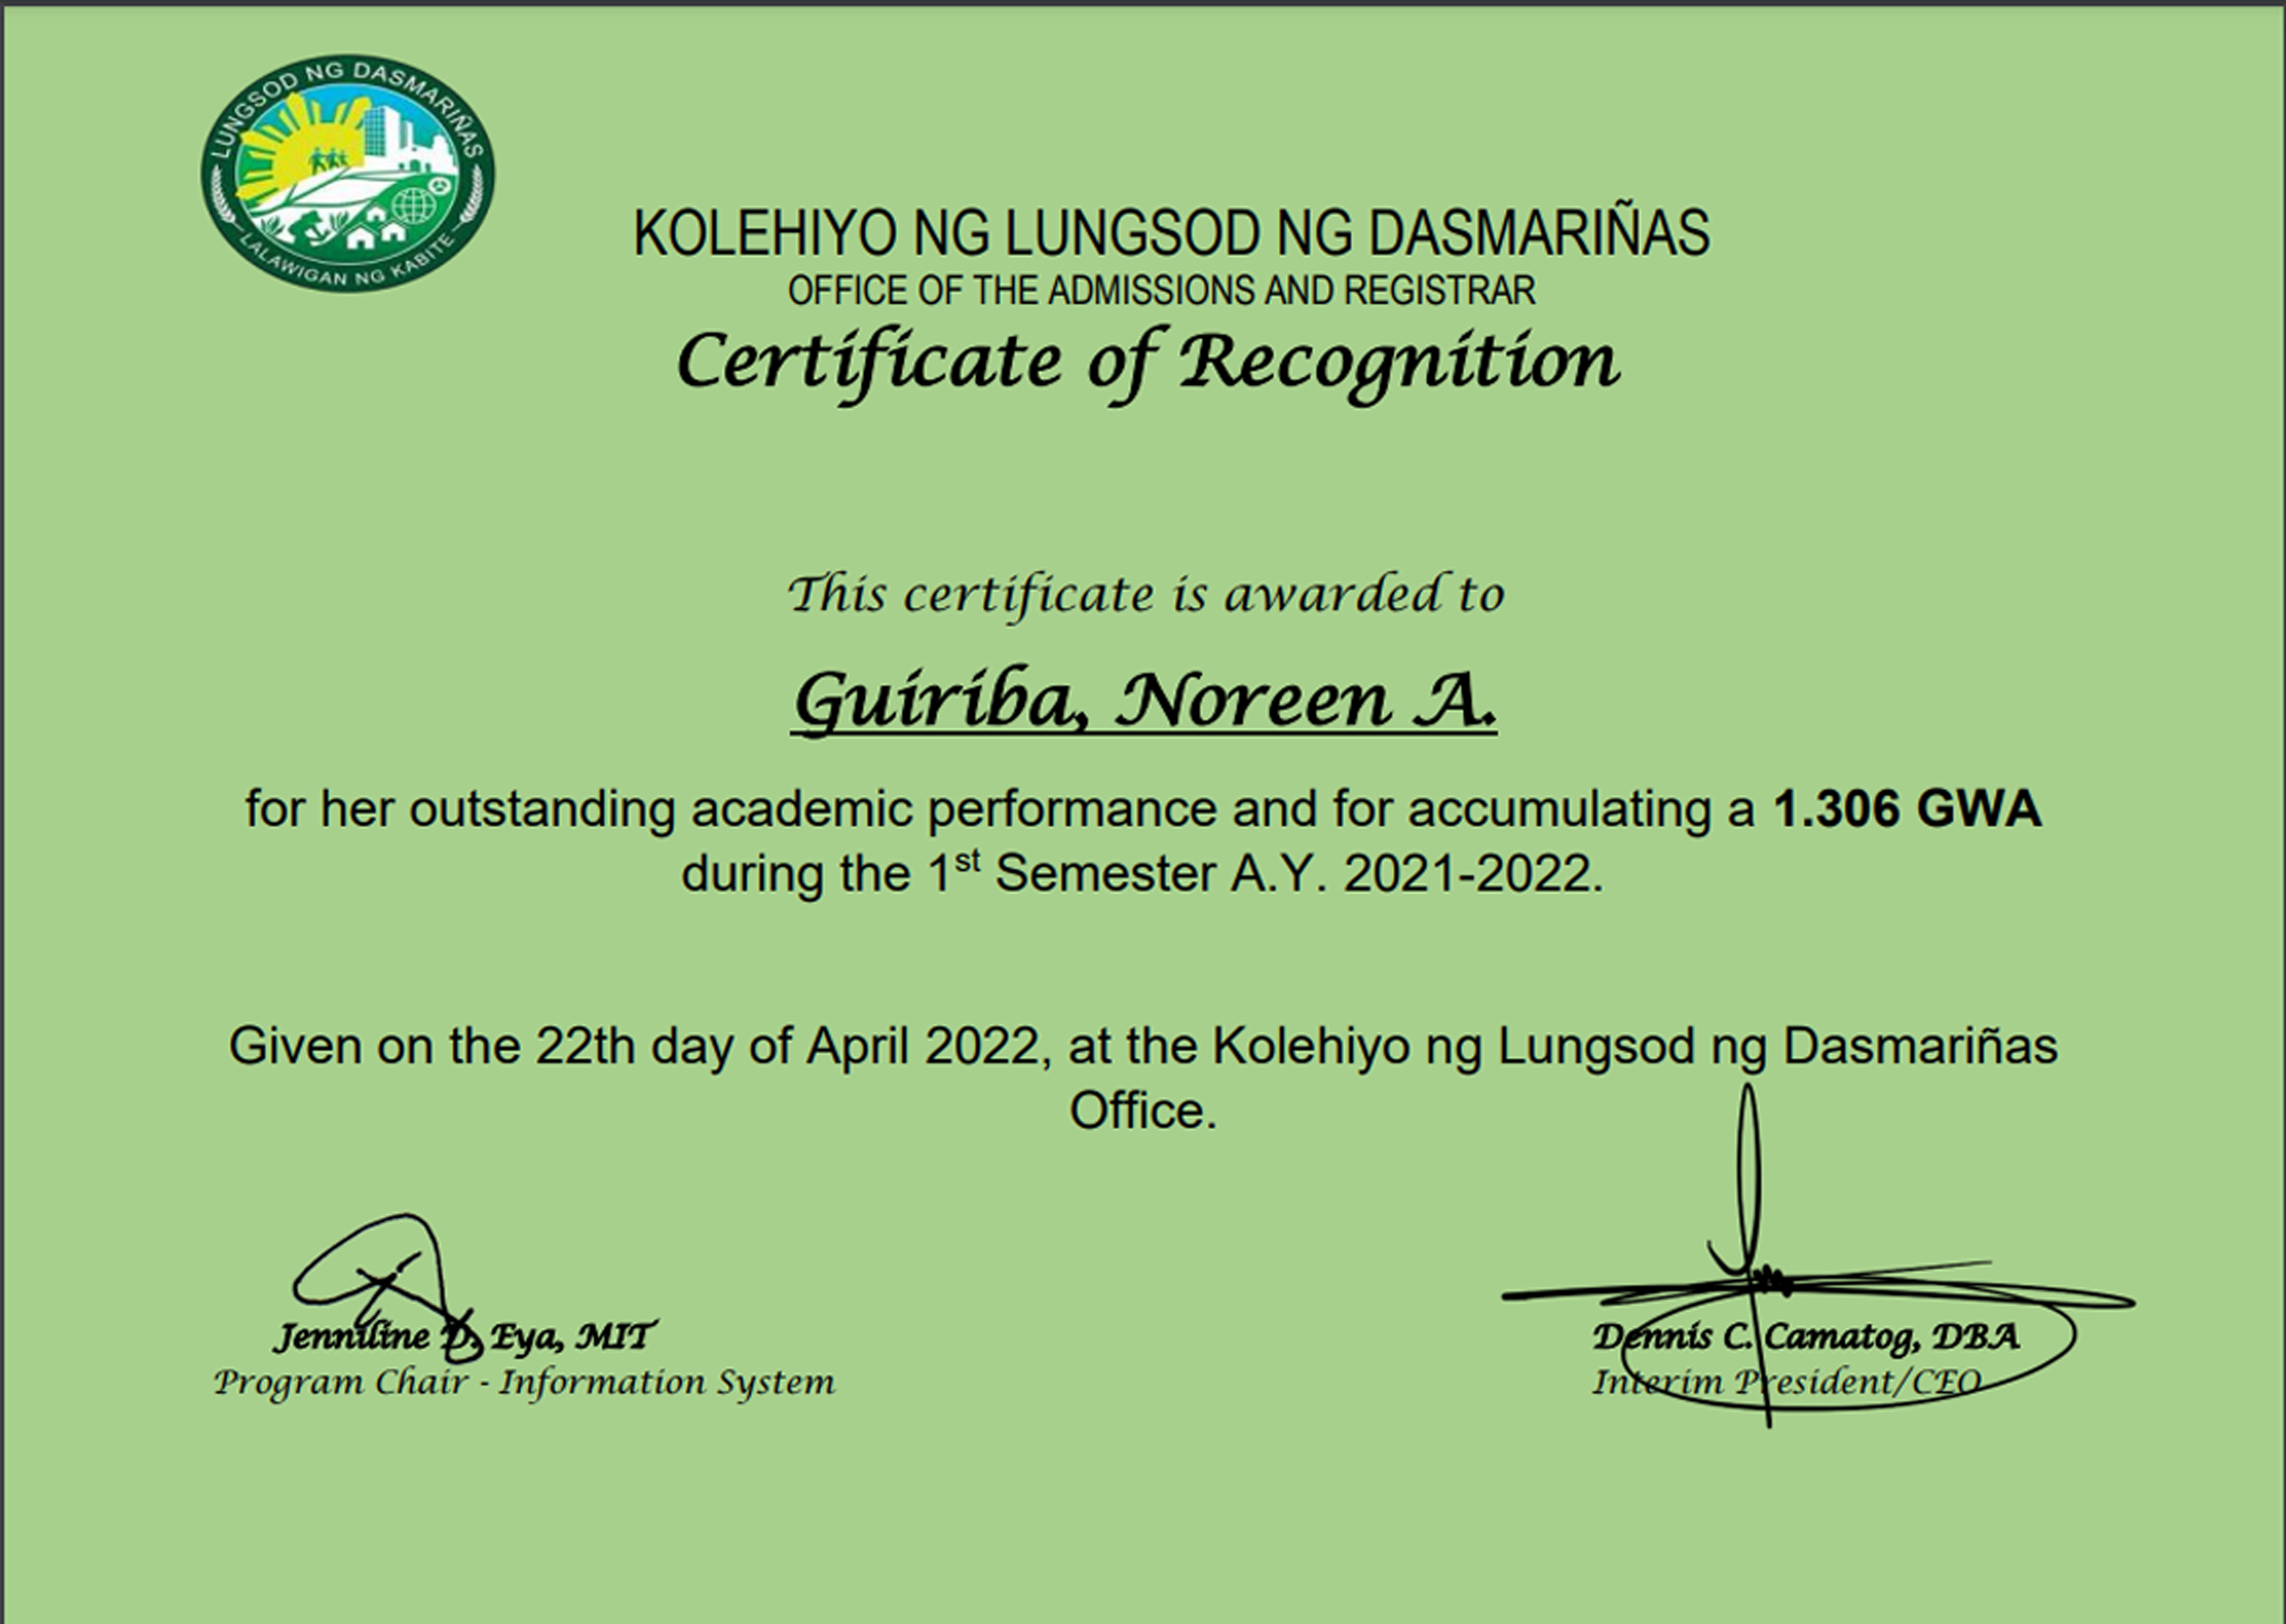 LUNGSOD NG DASMARIÑAS
LALAWIGAN NG KABITE
KOLEHIYO NG LUNGSOD NG DASMARIÑAS
OFFICE OF THE ADMISSIONS AND REGISTRAR
Certificate of Recognition
This certificate is awarded to
Guiriba, Noreen A.
for her outstanding academic performance and for accumulating a 1.306 GWA
during the 1st Semester A.Y. 2021-2022.
Given on the 22th day of April 2022, at the Kolehiyo ng Lungsod ng Dasmariñas
Office.
Jenniline D. Eya, MIT
Program Chair - Information System
Dennis C. Camatog, DBA
Interim President/CEO